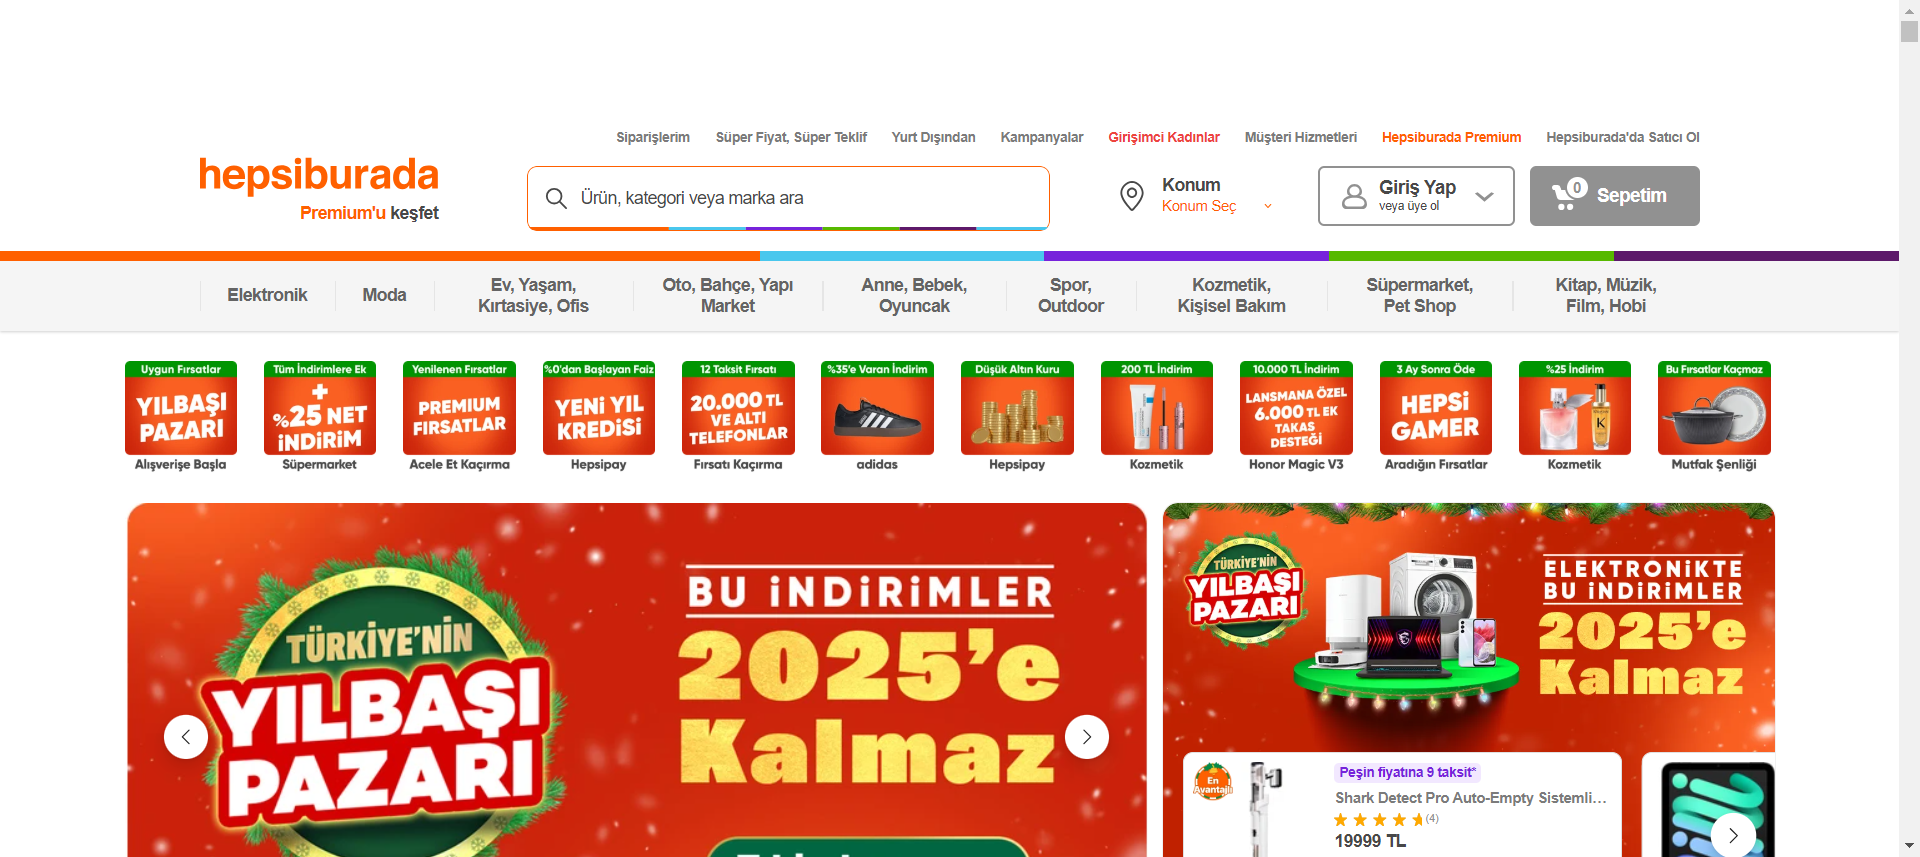 Siparişlerim
Süper Fiyat, Süper Teklif
Yurt Dışından
Kampanyalar
Girişimci Kadınlar
Müşteri Hizmetleri
Hepsiburada Premium
Hepsiburada'da Satıcı Ol
hepsiburada
Premium'u keşfet
Ürün, kategori veya marka ara
Konum
Konum Seç
Giriş Yap
veya üye ol
0
Sepetim
Elektronik
Moda
Ev, Yaşam,
Kırtasiye, Ofis
Oto, Bahçe, Yapı
Market
Anne, Bebek,
Oyuncak
Spor,
Outdoor
Kozmetik,
Kişisel Bakım
Süpermarket,
Pet Shop
Kitap, Müzik,
Film, Hobi
Uygun Fırsatlar
YILBAŞI
PAZARI
Alışverişe Başla
Tüm İndirimlere Ek
+
%25 NET
İNDİRİM
Süpermarket
Yenilenen Fırsatlar
PREMIUM
FIRSATLAR
Acele Et Kaçırma
%0'dan Başlayan Faiz
YENİ YIL
KREDİSİ
Hepsipay
12 Taksit Fırsatı
20.000 TL
VE ALTI
TELEFONLAR
Fırsatı Kaçırma
%35'e Varan İndirim
adidas
Düşük Altın Kuru
Hepsipay
200 TL İndirim
Kozmetik
10.000 TL İndirim
LANSMANA ÖZEL
6.000 TL EK
TAKAS
DESTEĞİ
Honor Magic V3
3 Ay Sonra Öde
HEPSİ
GAMER
Aradığın Fırsatlar
%25 İndirim
K
Kozmetik
Bu Fırsatlar Kaçmaz
Mutfak Şenliği
TÜRKİYE'NİN
YILBAŞI
PAZARI
BU İNDİRİMLER
2025'e
Kalmaz
TÜRKİYE'NİN
YILBAŞI
PAZARI
ELEKTRONİKTE
BU İNDİRİMLER
2025'e
Kalmaz
En
Avantajlı
Peşin fiyatına 9 taksit*
Shark Detect Pro Auto-Empty Sistemli...
(4)
19999 TL